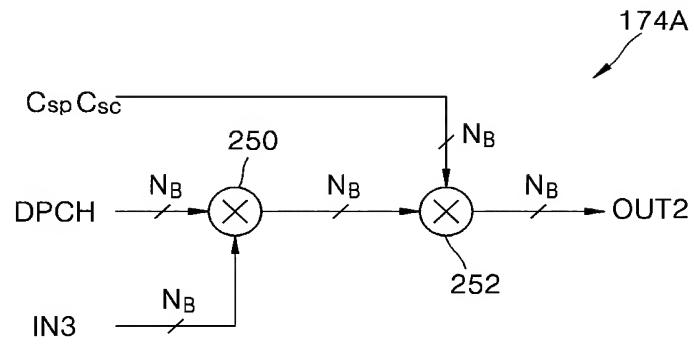 174A
CspCsc
NB
250
DPCH
NB
NB
NB
OUT2
252
IN3
NB